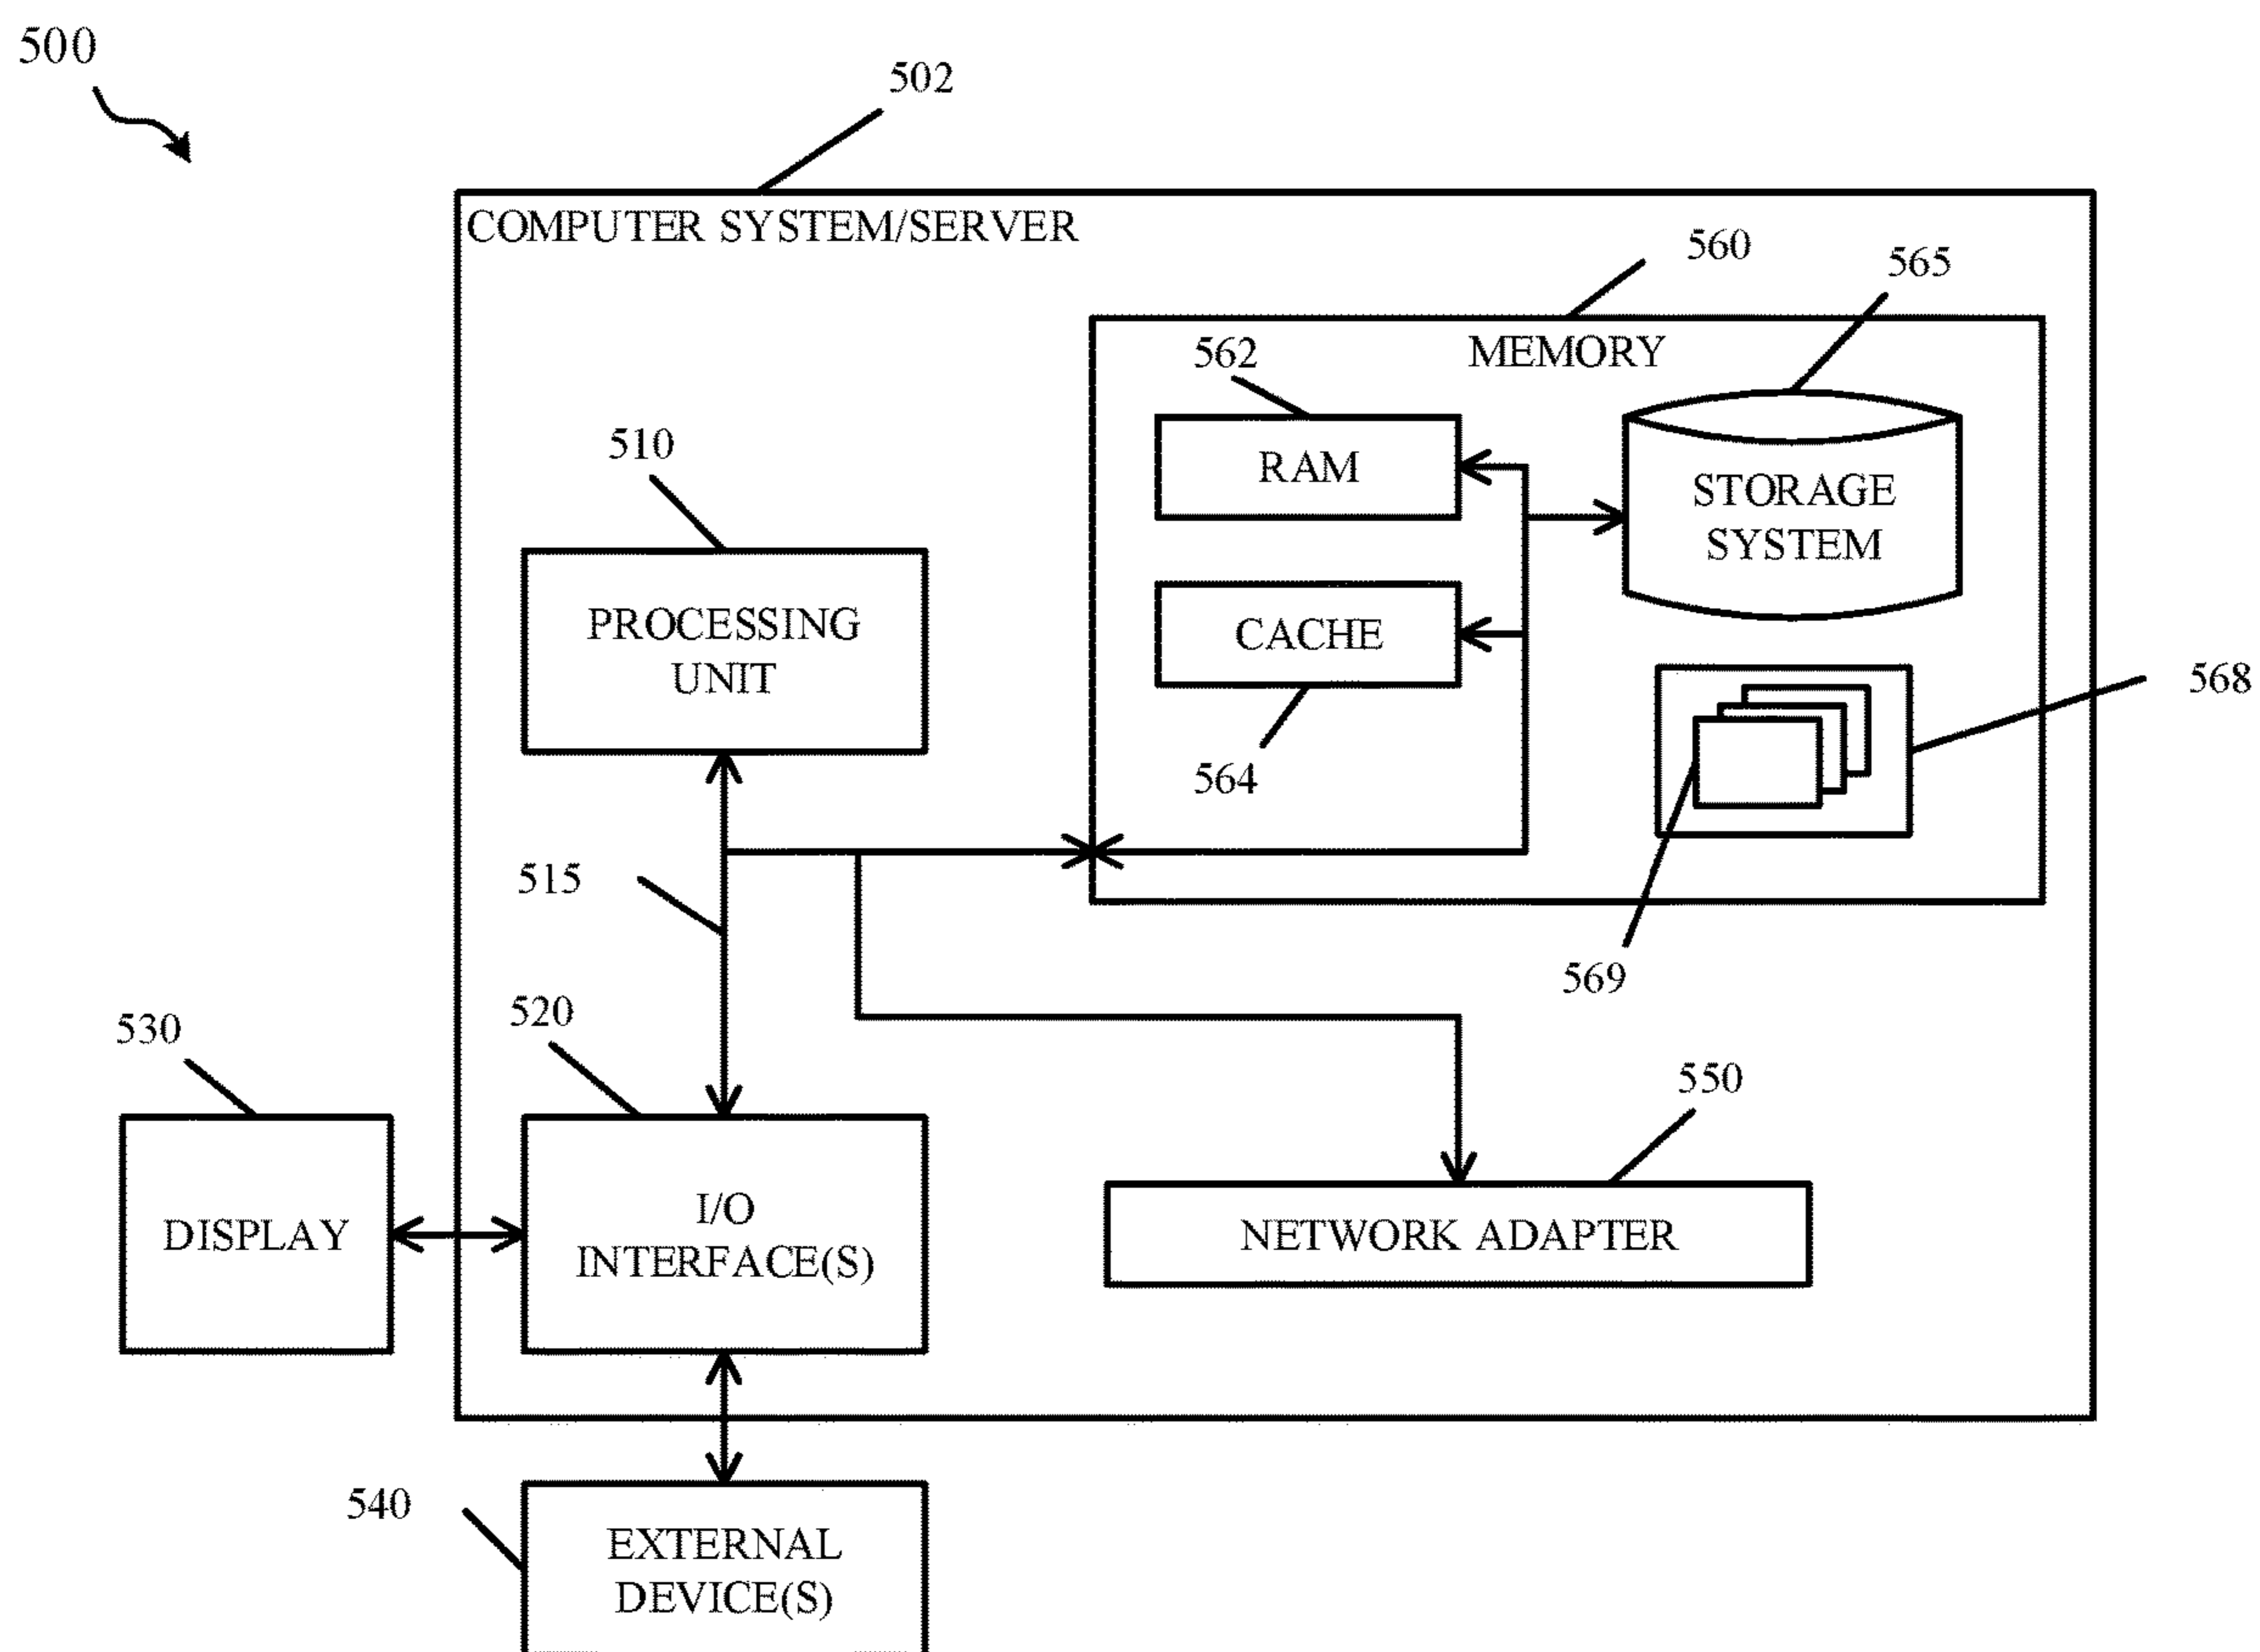 500
502
COMPUTER SYSTEM/SERVER
560
565
MEMORY
562
RAM
STORAGE
SYSTEM
510
PROCESSING
UNIT
CACHE
564
568
515
569
520
530
550
DISPLAY
I/O
INTERFACE(S)
NETWORK ADAPTER
540
EXTERNAL
DEVICE(S)